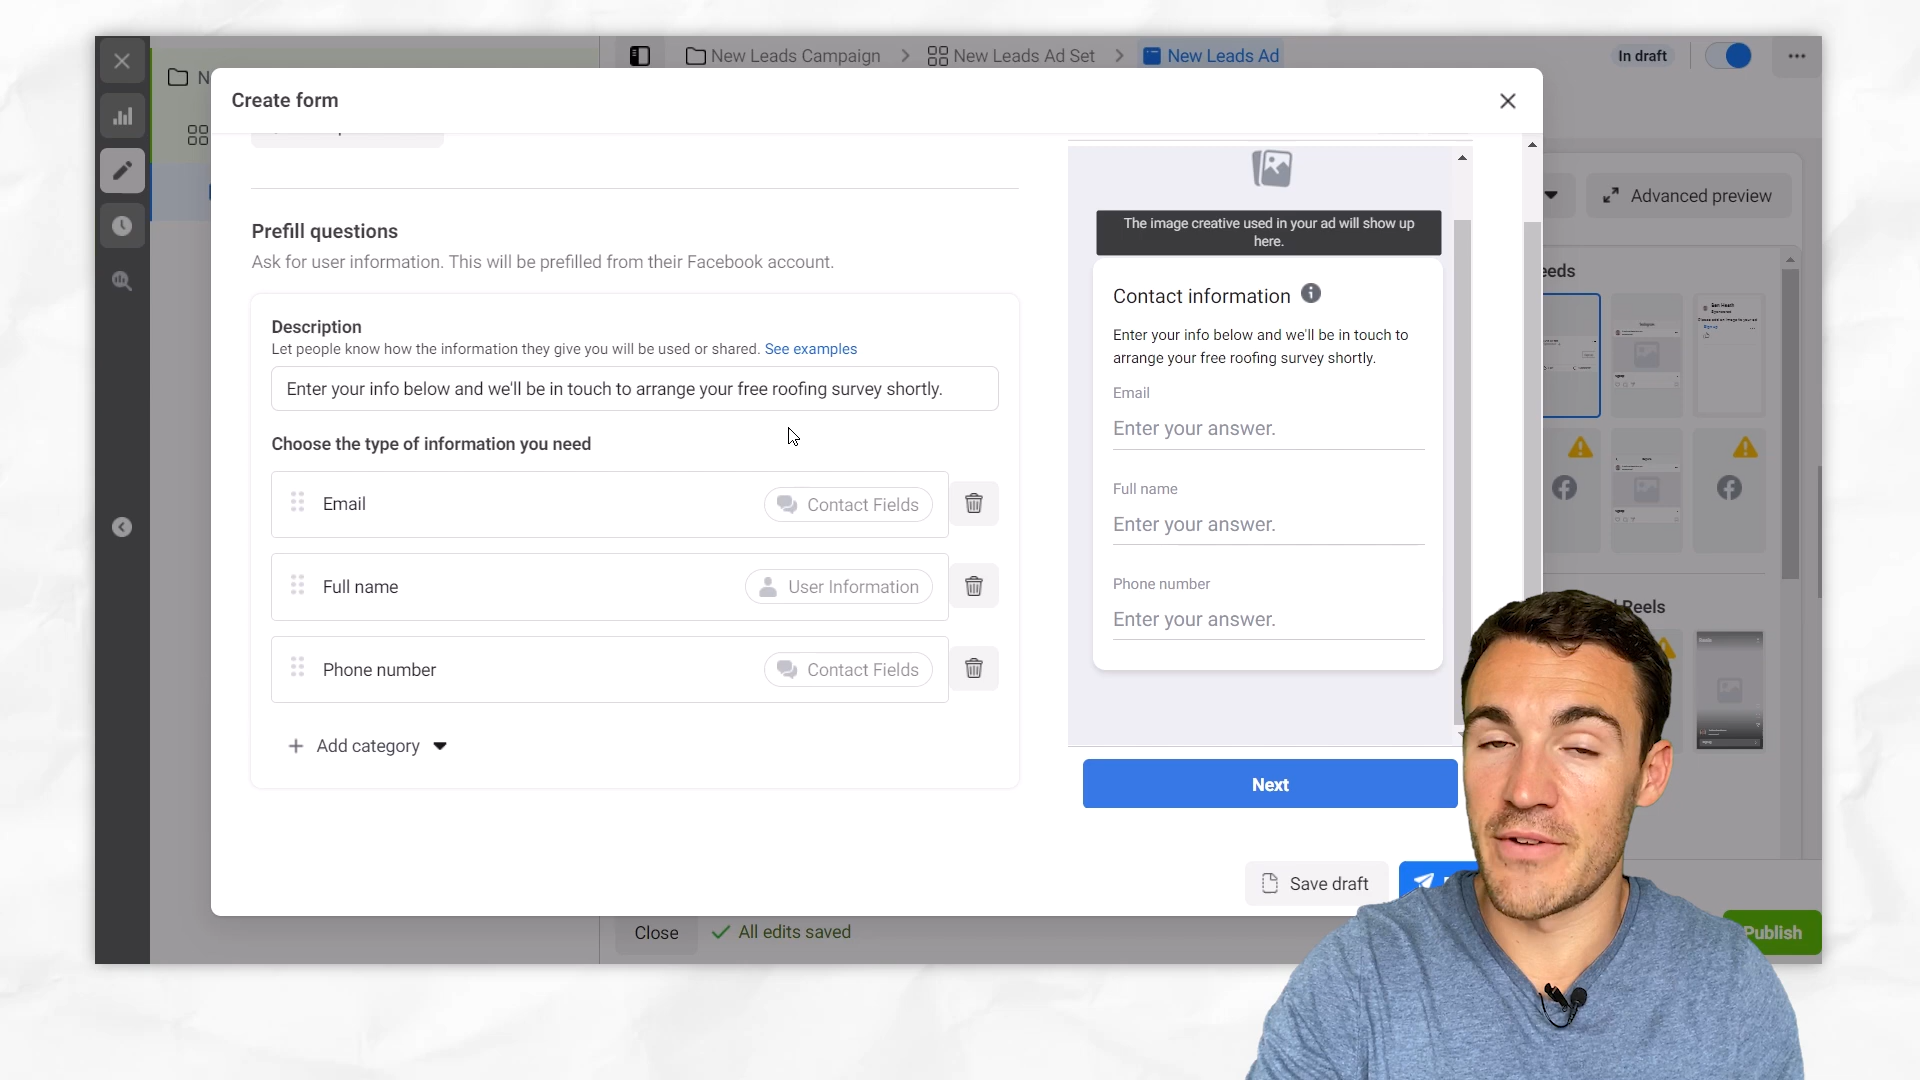 New Leads Campaign
New Leads Ad Set
New Leads Ad
In draft
Create form
Advanced preview
Prefill questions
Ask for user information. This will be prefilled from their Facebook account.
Description
Let people know how the information they give you will be used or shared. See examples
Enter your info below and we'll be in touch to arrange your free roofing survey shortly.
Choose the type of information you need
Email
Contact Fields
Full name
User Information
Phone number
Contact Fields
Add category
The image creative used in your ad will show up
here.
Contact information
Enter your info below and we'll be in touch to
arrange your free roofing survey shortly.
Email
Enter your answer.
Full name
Enter your answer.
Phone number
Enter your answer.
Next
Save draft
Ben Heath
Sponsored
Reels
Close
All edits saved
Publish